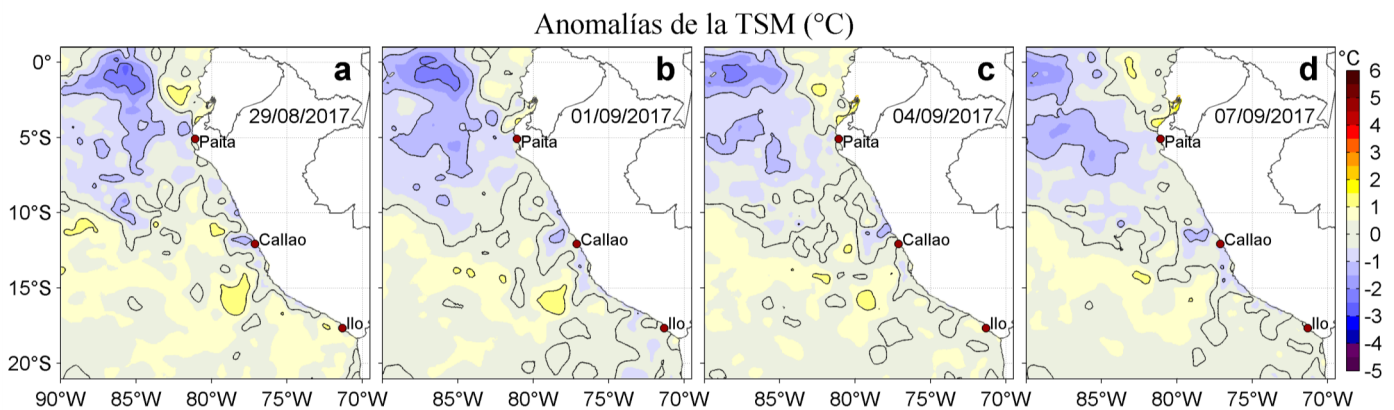 Anomalías de la TSM (°C)
a
b
c
d
°C
29/08/2017
01/09/2017
04/09/2017
07/09/2017
Paita
Paita
Paita
Paita
Callao
Callao
Callao
Callao
Ilo
Ilo
Ilo
Ilo
0°
5°S
10°S
15°S
20°S
90°W 85°W 80°W 75°W 70°W
85°W 80°W 75°W 70°W
85°W 80°W 75°W 70°W
85°W 80°W 75°W 70°W
6
5
4
3
2
1
0
-1
-2
-3
-4
-5